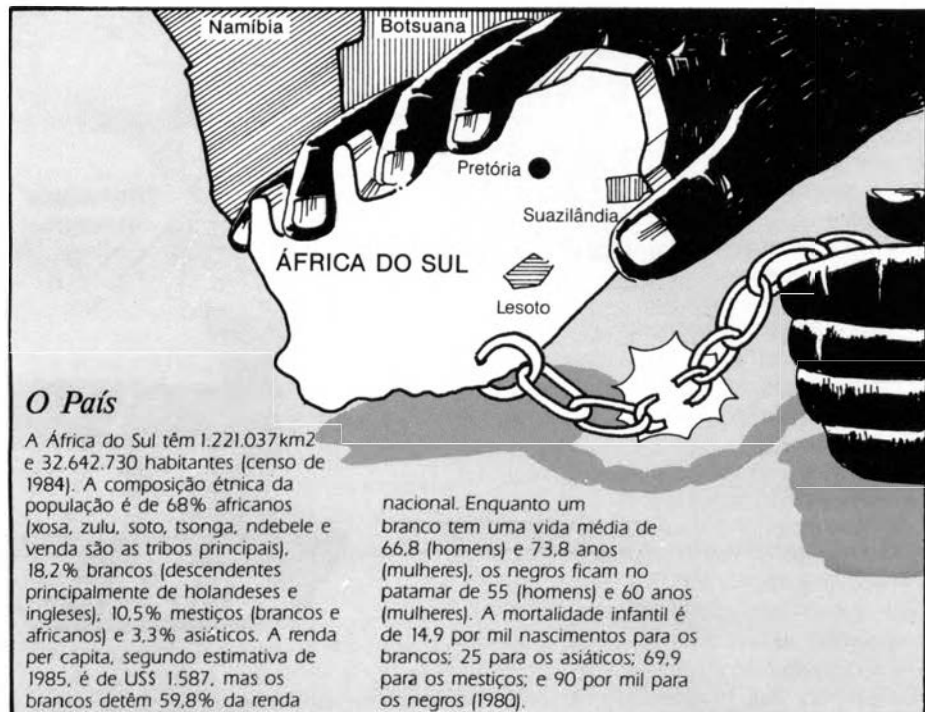 Namíbia
Botsuana
Pretória
Suazilândia
ÁFRICA DO SUL
Lesoto
O País
A África do Sul têm 1.221.037km2
e 32.642.730 habitantes (censo de
1984). A composição étnica da
população é de 68% africanos
(xosa, zulu, soto, tsonga, ndebele e
venda são as tribos principais),
18,2% brancos (descendentes
principalmente de holandeses e
ingleses), 10,5% mestiços (brancos e
africanos) e 3,3% asiáticos. A renda
per capita, segundo estimativa de
1985, é de US$ 1.587, mas os
brancos detêm 59,8% da renda
nacional. Enquanto um
branco tem uma vida média de
66,8 (homens) e 73,8 anos
(mulheres), os negros ficam no
patamar de 55 (homens) e 60 anos
(mulheres). A mortalidade infantil é
de 14,9 por mil nascimentos para os
brancos; 25 para os asiáticos; 69,9
para os mestiços; e 90 por mil para
os negros (1980).